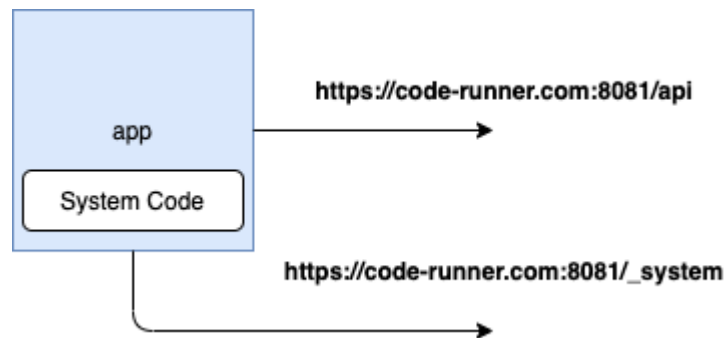 https://code-runner.com:8081/api
app
System Code
https://code-runner.com:8081/_system